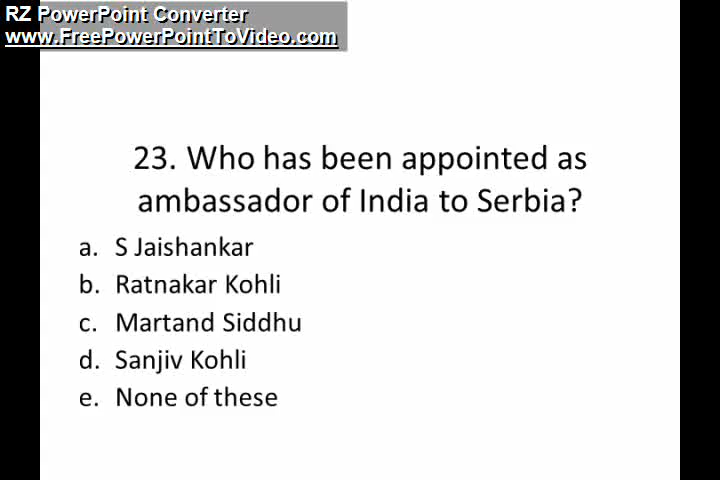 RZ PowerPoint Converter
www.FreePowerPointToVideo.com
23. Who has been appointed as
ambassador of India to Serbia?
a. S Jaishankar
b. Ratnakar Kohli
c. Martand Siddhu
d. Sanjiv Kohli
e. None of these